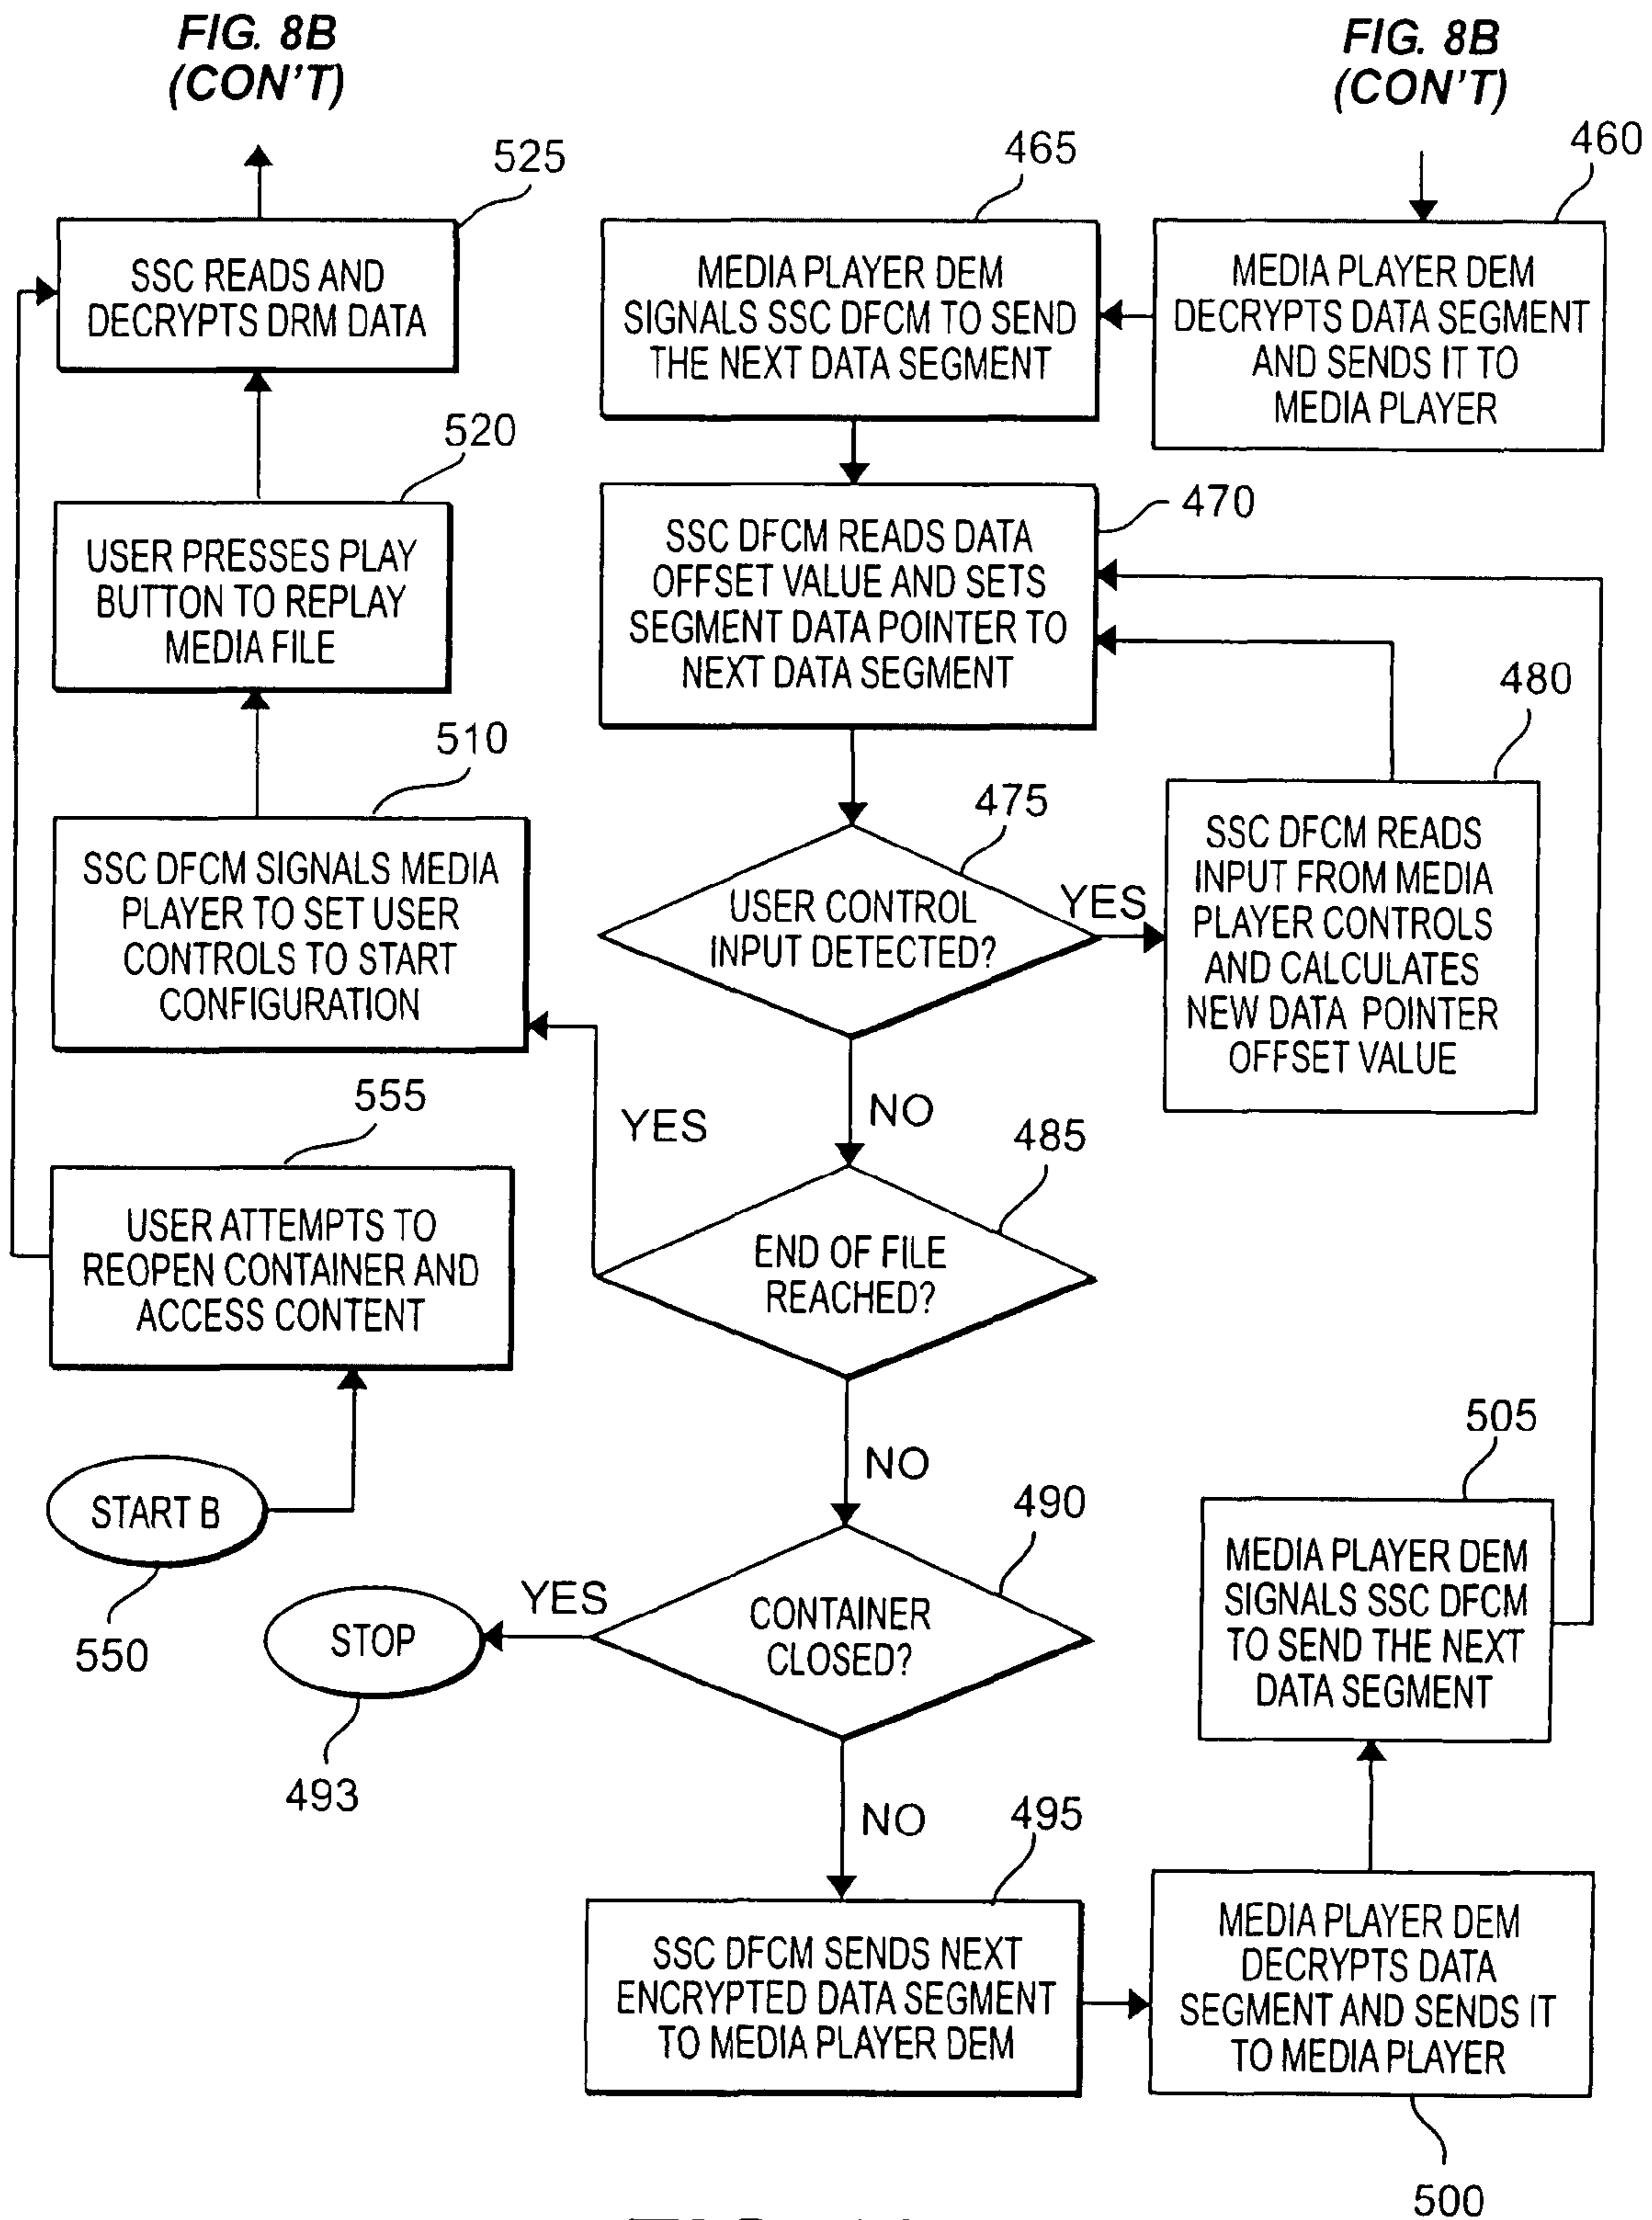 FIG. 8B
(CON'T)
FIG. 8B
(CON'T)
525
465
460
SSC READS AND
DECRYPTS DRM DATA
MEDIA PLAYER DEM
SIGNALS SSC DFCM TO SEND
THE NEXT DATA SEGMENT
MEDIA PLAYER DEM
DECRYPTS DATA SEGMENT
AND SENDS IT TO
MEDIA PLAYER
520
470
USER PRESSES PLAY
BUTTON TO REPLAY
MEDIA FILE
SSC DFCM READS DATA
OFFSET VALUE AND SETS
SEGMENT DATA POINTER TO
NEXT DATA SEGMENT
480
510
475
SSC DFCM SIGNALS MEDIA
PLAYER TO SET USER
CONTROLS TO START
CONFIGURATION
USER CONTROL
INPUT DETECTED?
YES
SSC DFCM READS
INPUT FROM MEDIA
PLAYER CONTROLS
AND CALCULATES
NEW DATA POINTER
OFFSET VALUE
555
YES
NO
485
USER ATTEMPTS TO
REOPEN CONTAINER AND
ACCESS CONTENT
END OF FILE
REACHED?
505
NO
START B
490
550
YES
STOP
CONTAINER
CLOSED?
MEDIA PLAYER DEM
SIGNALS SSC DFCM
TO SEND THE NEXT
DATA SEGMENT
493
NO
495
SSC DFCM SENDS NEXT
ENCRYPTED DATA SEGMENT
TO MEDIA PLAYER DEM
MEDIA PLAYER DEM
DECRYPTS DATA
SEGMENT AND SENDS IT
TO MEDIA PLAYER
500